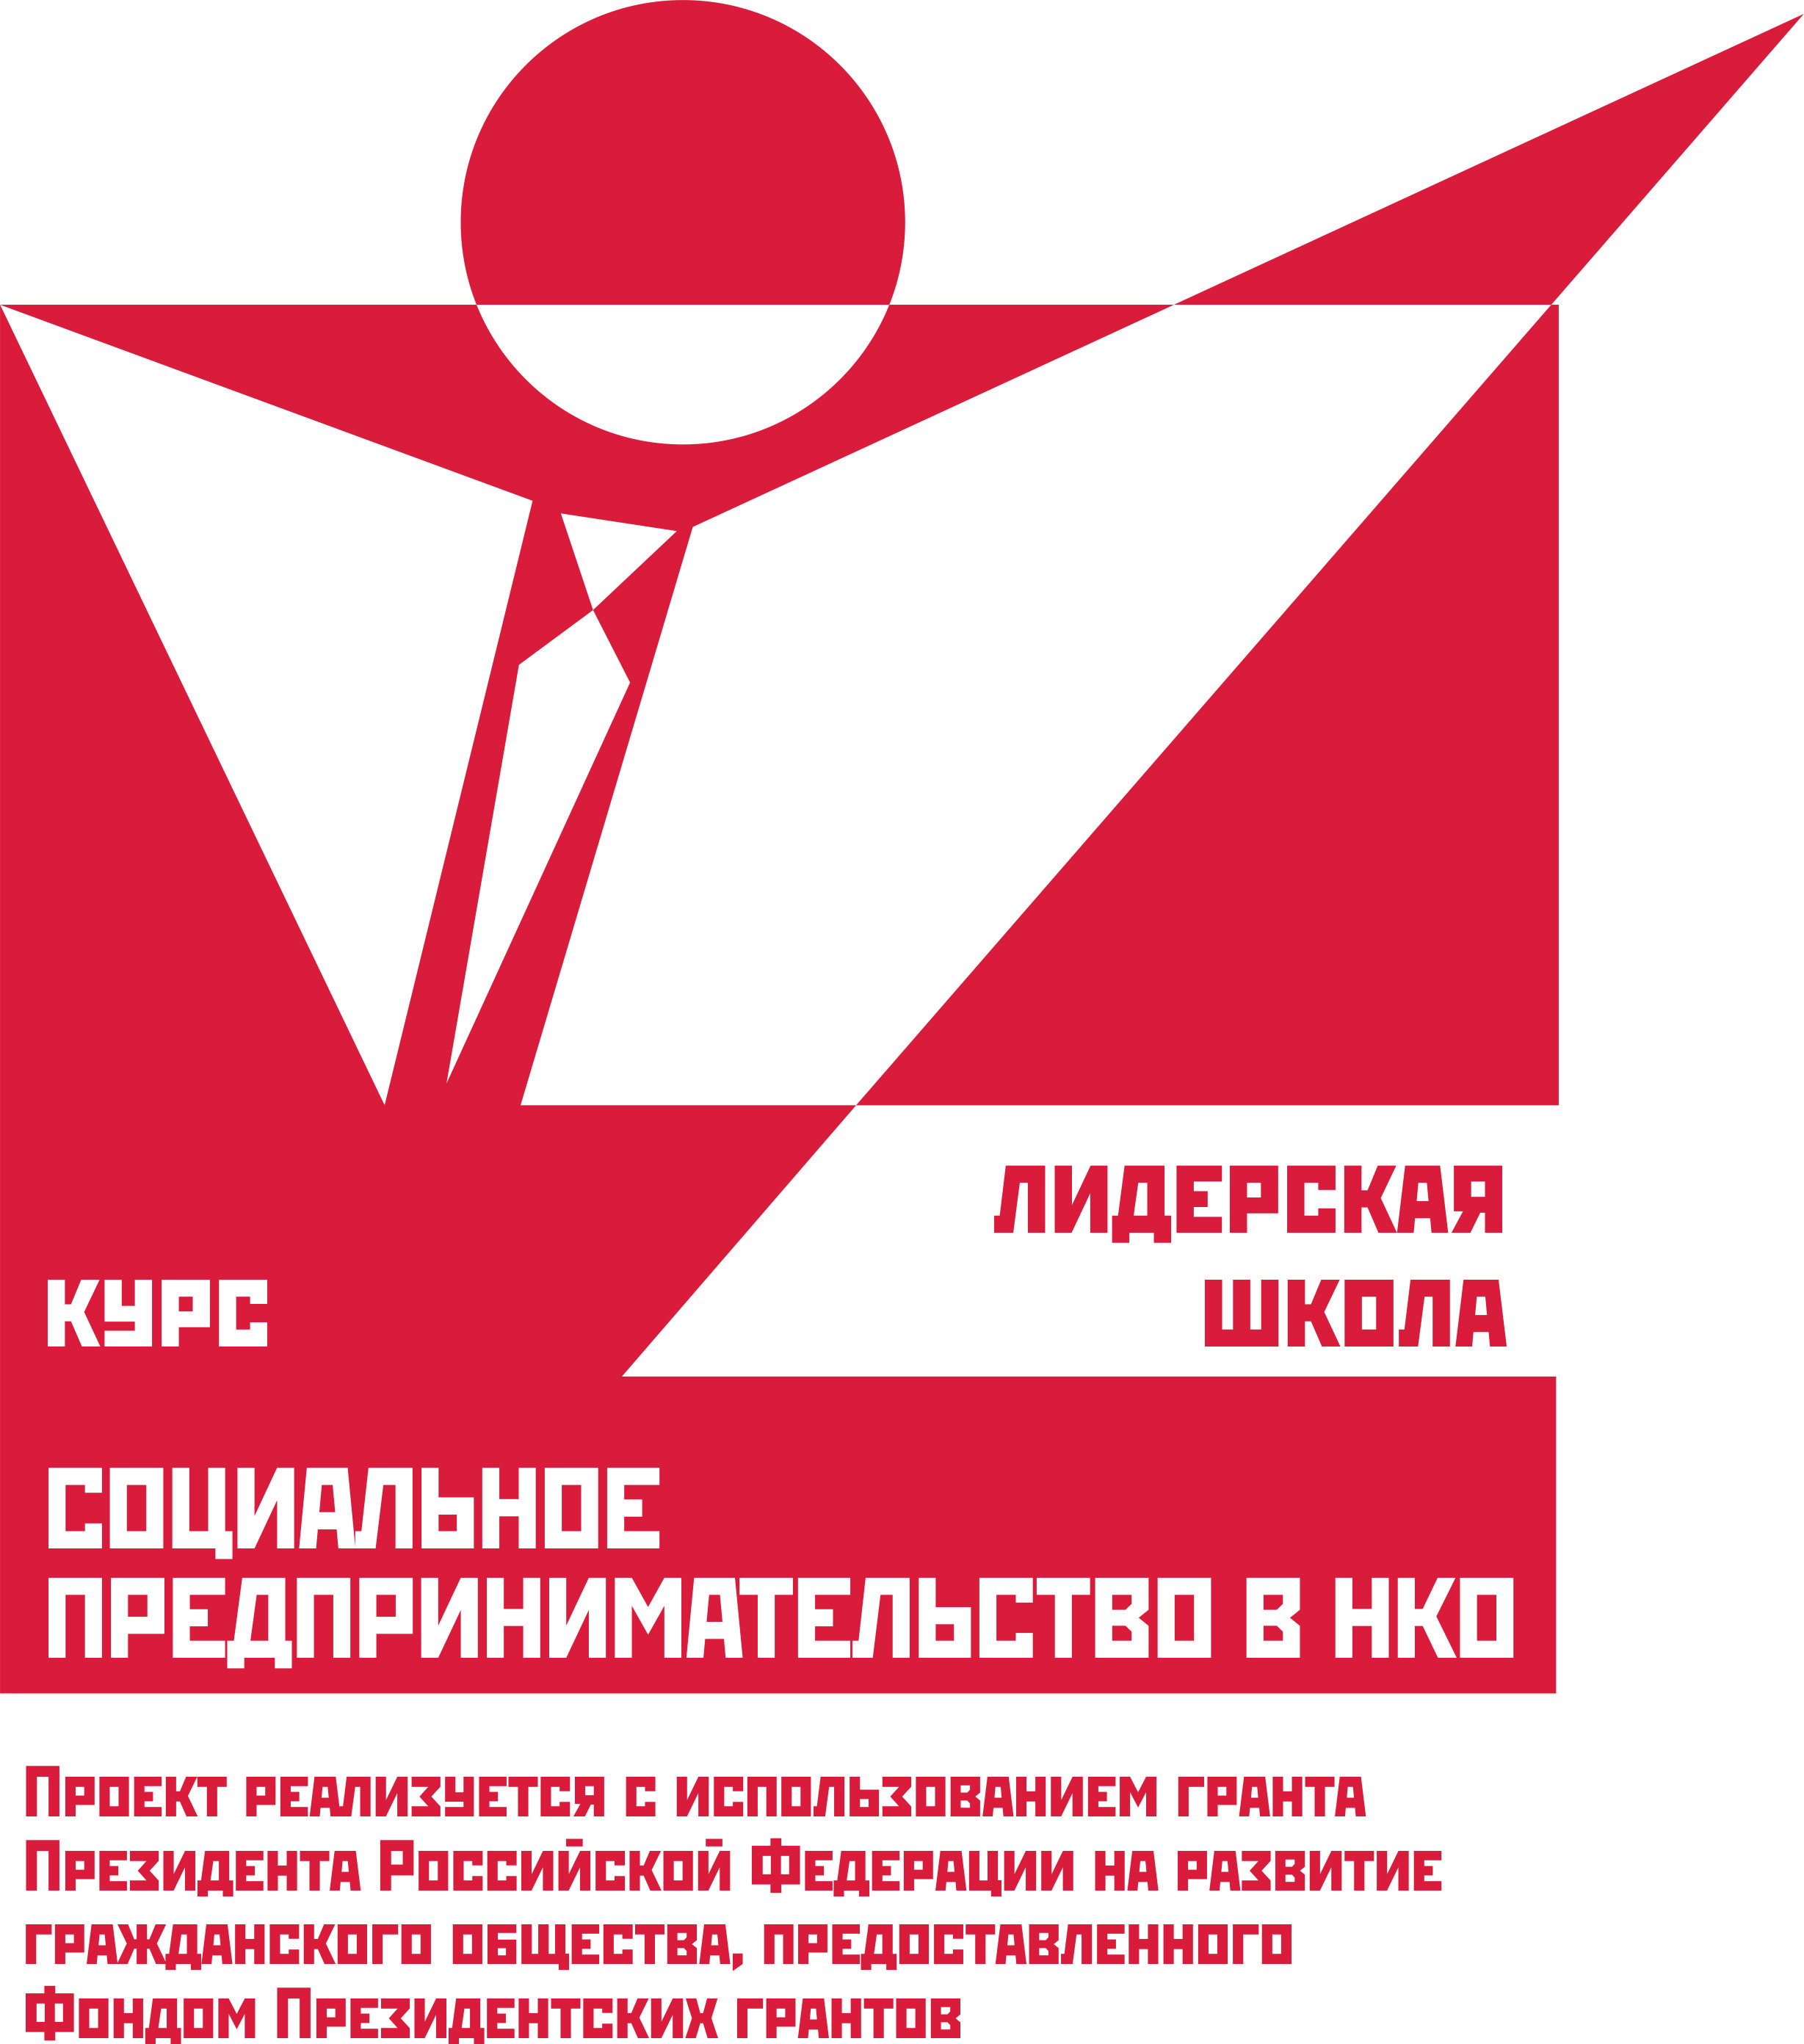 ЛИДЕРСКАЯ
ШКОЛА
КУРС
СОЦИАЛЬНОЕ
ПРЕДПРИНИМАТЕЛЬСТВО В НКО
Проект реализуется с использованием гранта
Президента Российской Федерации на развитие
гражданского общества, предоставленного
Фондом Президентских грантов